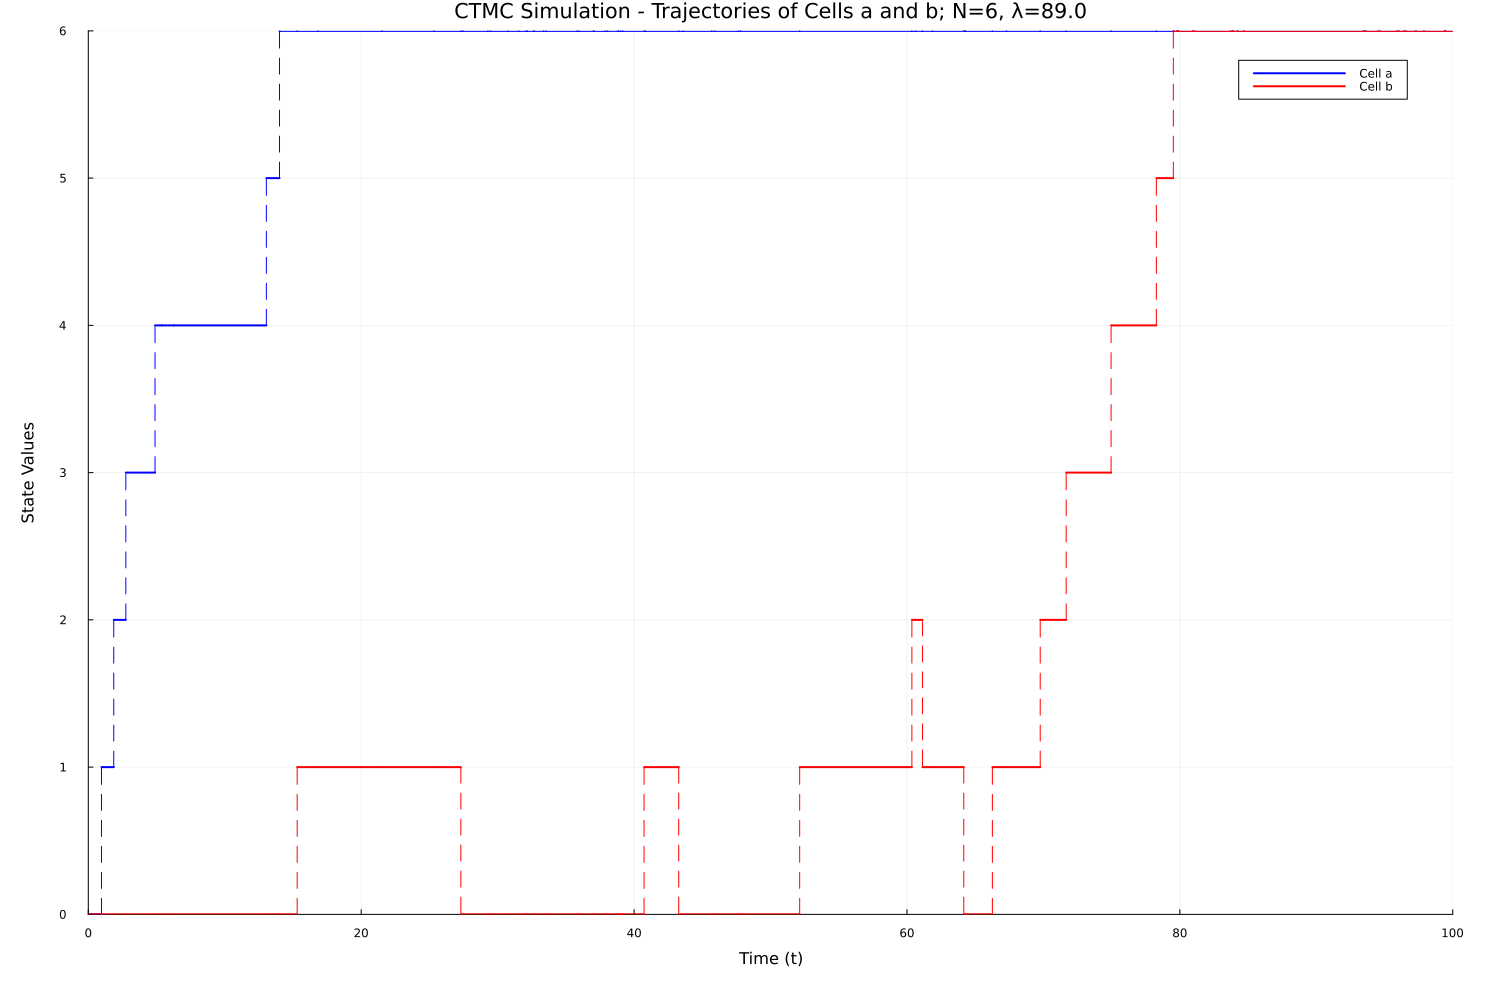 CTMC Simulation - Trajectories of Cells a and b; N=6, λ=89.0
6
5
4
3
2
1
0
State Values
Cell a
Cell b
0 20 40 60 80 100
Time (t)